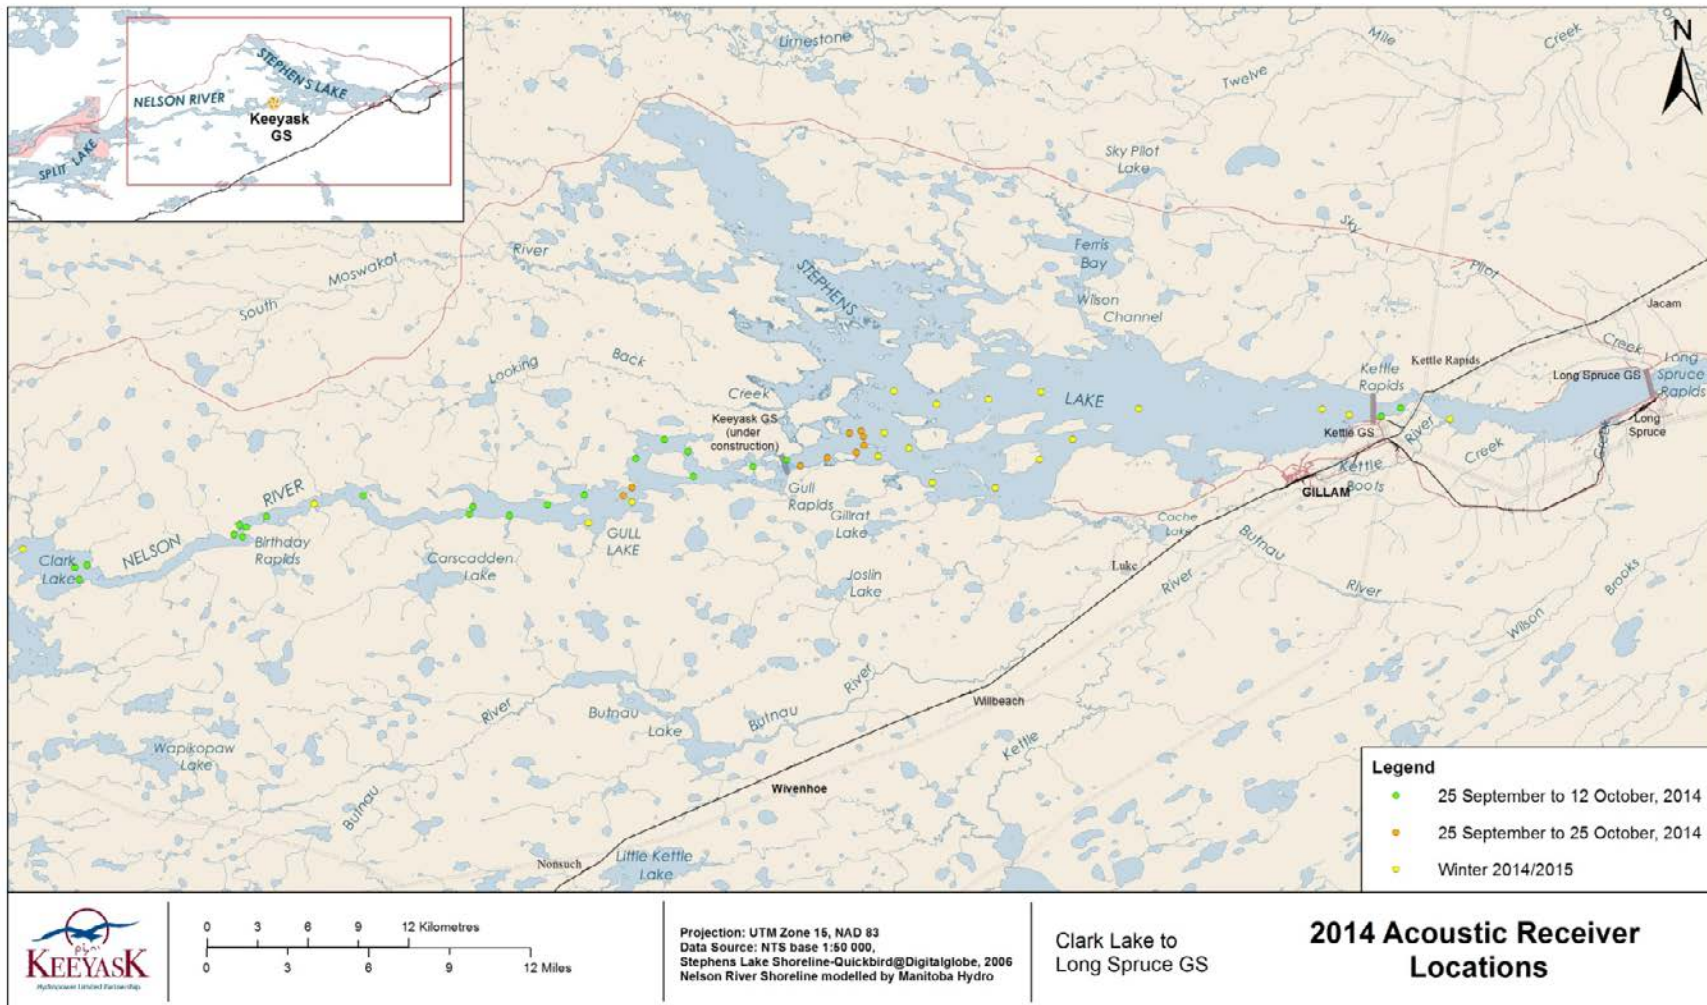 NELSON RIVER
STEPHENS LAKE
Keeyask
GS
SPLIT LAKE
N
Limestone
Mile
Creek
Twelve
Sky Pilot
Lake
Sky
Pilot
Creek
Ferris
Bay
Wilson
Channel
STEPHENS
LAKE
River
Moswakot
South
Looking
Back
Creek
Keeyask GS
(under
construction)
Jacam
Kettle Rapids
Kettle
Rapids
Long Spruce GS
Long
Spruce
Rapids
Long
Spruce
Kettle GS
River
Creek
Creek
Kettle
Boots
GILLAM
Gull
Rapids
Gillrat
Lake
GULL
LAKE
RIVER
NELSON
Birthday
Rapids
Clark
Lake
Carscadden
Lake
Joslin
Lake
Cache
Lake
Luke
Butnau
River
River
Brooks
Wilson
River
River
Butnau
Lake
Butnau
Willbeach
Kettle
Wapikopaw
Lake
Butnau
Wivenhoe
Nonsuch
Little Kettle
Lake
Legend
25 September to 12 October, 2014
25 September to 25 October, 2014
Winter 2014/2015
KEEYASK
Hydropower Limited Partnership
0 3 6 9 12 Kilometres
0 3 6 9 12 Miles
Projection: UTM Zone 15, NAD 83
Data Source: NTS base 1:50 000,
Stephens Lake Shoreline-Quickbird@Digitalglobe, 2006
Nelson River Shoreline modelled by Manitoba Hydro
Clark Lake to
Long Spruce GS
2014 Acoustic Receiver
Locations